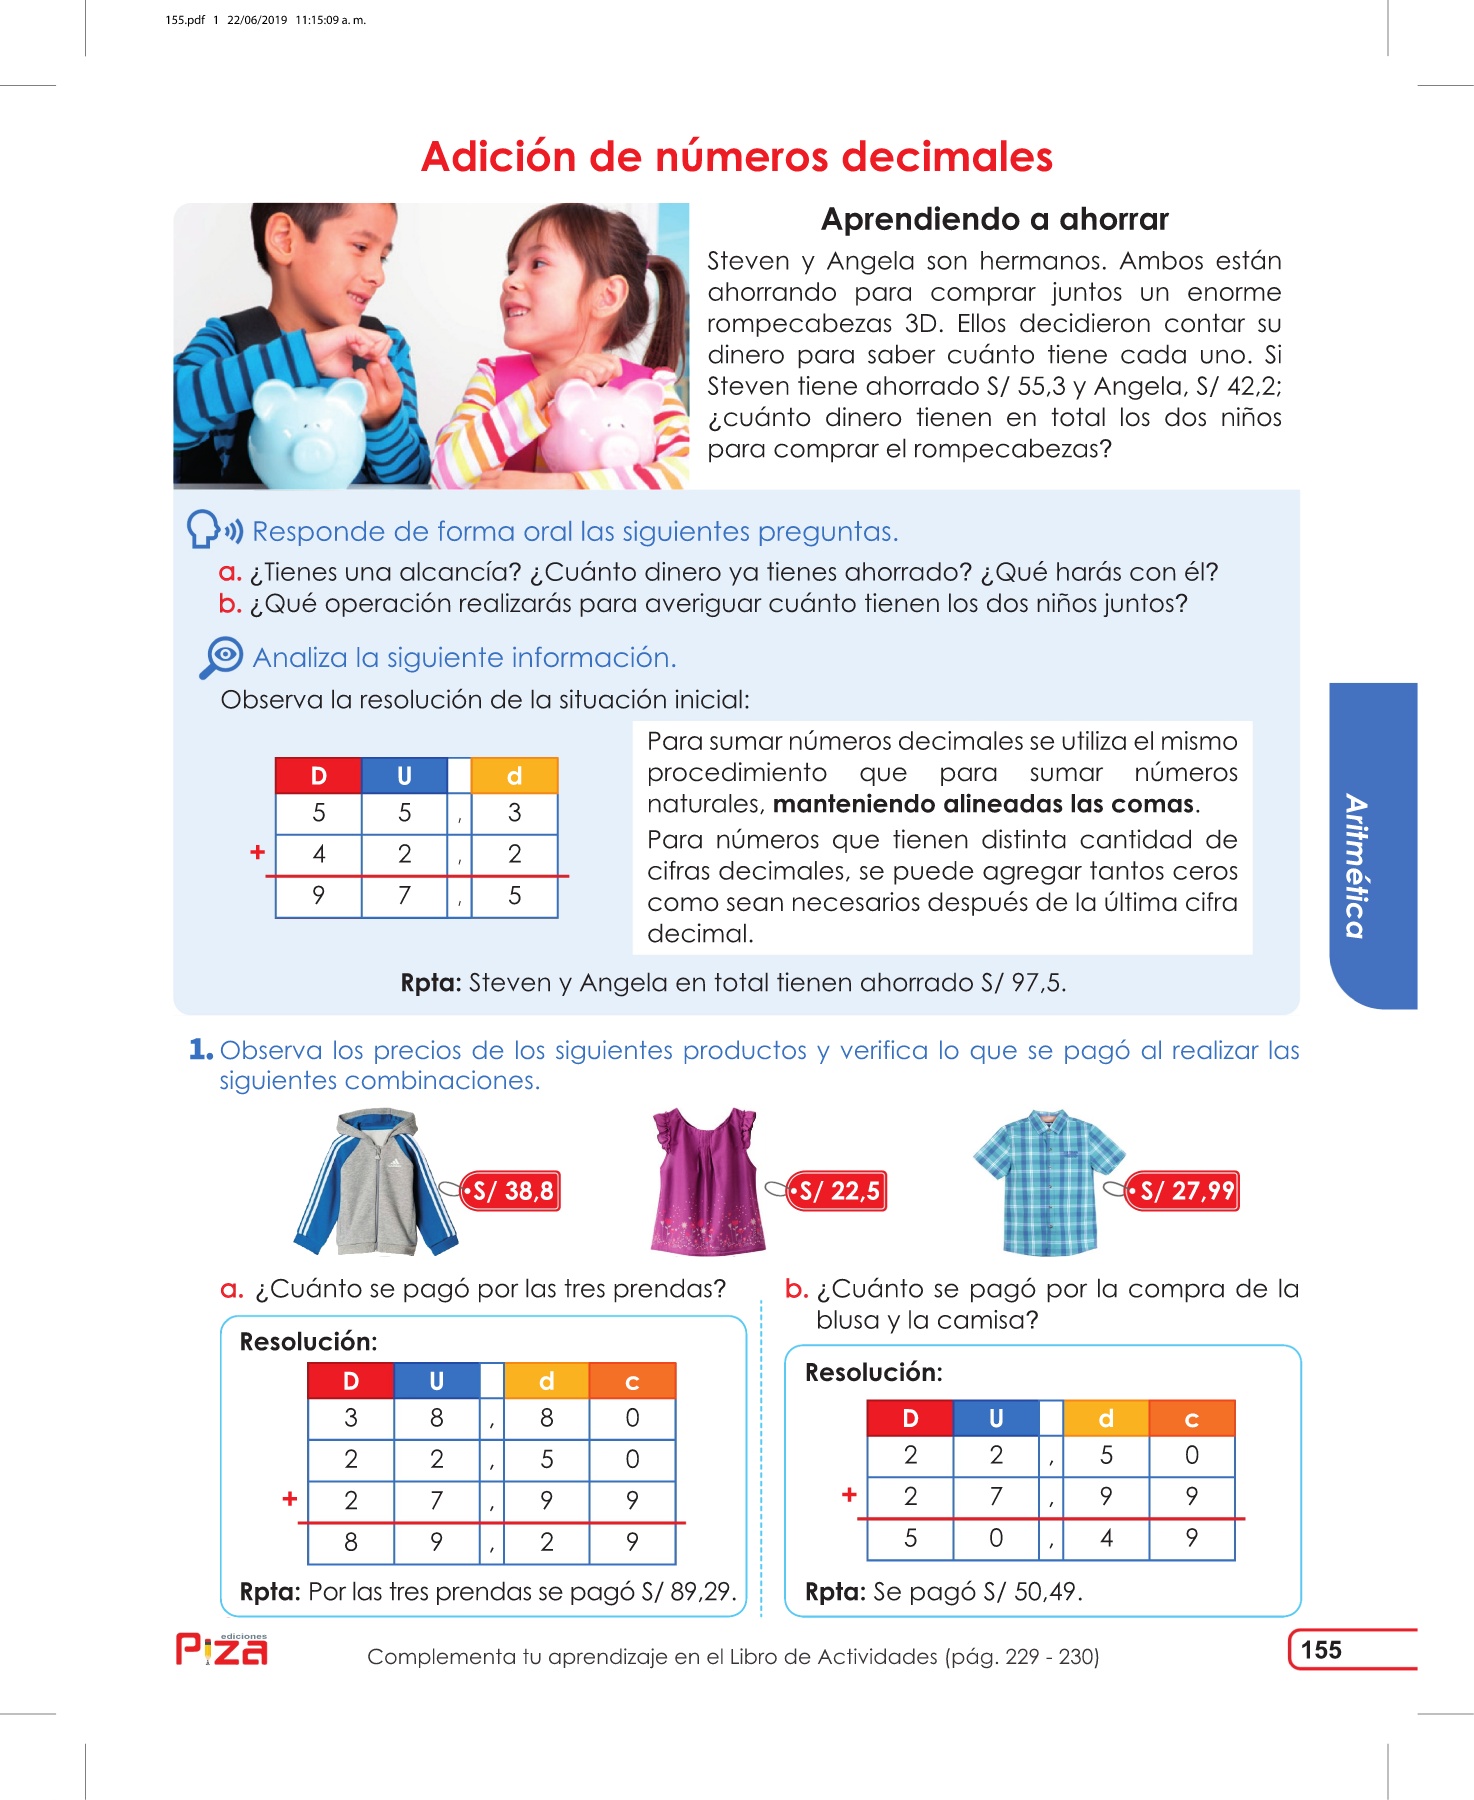 155.pdf 1 22/06/2019 11:15:09 a. m.
Adición de números decimales
Aprendiendo a ahorrar
Steven y Angela son hermanos. Ambos están
ahorrando para comprar juntos un enorme
rompecabezas 3D. Ellos decidieron contar su
dinero para saber cuánto tiene cada uno. Si
Steven tiene ahorrado S/ 55,3 y Angela, S/ 42,2;
¿cuánto dinero tienen en total los dos niños
para comprar el rompecabezas?
Responde de forma oral las siguientes preguntas.
a. ¿Tienes una alcancía? ¿Cuánto dinero ya tienes ahorrado? ¿Qué harás con él?
b. ¿Qué operación realizarás para averiguar cuánto tienen los dos niños juntos?
Analiza la siguiente información.
Observa la resolución de la situación inicial:
D U d
5 5 , 3
+ 4 2 , 2
9 7 , 5
Para sumar números decimales se utiliza el mismo
procedimiento que para sumar números
naturales, manteniendo alineadas las comas.
Para números que tienen distinta cantidad de
cifras decimales, se puede agregar tantos ceros
como sean necesarios después de la última cifra
decimal.
Rpta: Steven y Angela en total tienen ahorrado S/ 97,5.
Aritmética
1. Observa los precios de los siguientes productos y verifica lo que se pagó al realizar las
siguientes combinaciones.
S/ 38,8
S/ 22,5
S/ 27,99
a. ¿Cuánto se pagó por las tres prendas?
Resolución:
D U d c
3 8 , 8 0
2 2 , 5 0
+ 2 7 , 9 9
8 9 , 2 9
Rpta: Por las tres prendas se pagó S/ 89,29.
b. ¿Cuánto se pagó por la compra de la
blusa y la camisa?
Resolución:
D U d c
2 2 , 5 0
+ 2 7 , 9 9
5 0 , 4 9
Rpta: Se pagó S/ 50,49.
ediciones
Piza
Complementa tu aprendizaje en el Libro de Actividades (pág. 229 - 230)
155